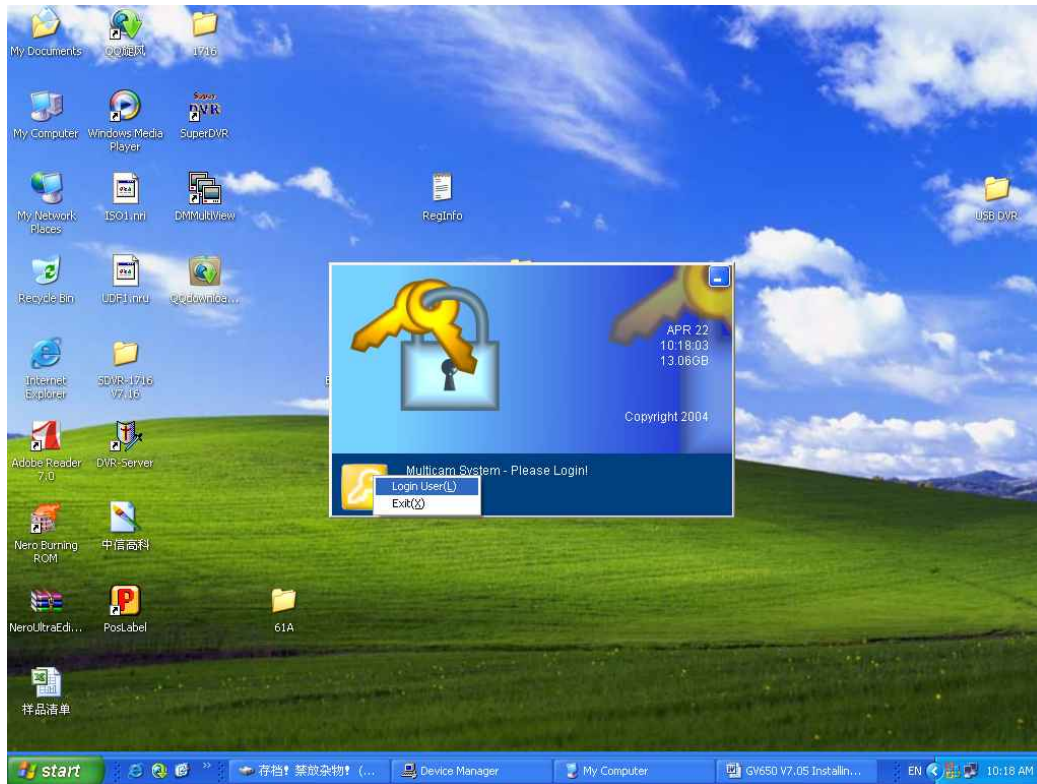 My Documents
QQ旋风
1716
My Computer
Windows Media
Player
Super
DVR
SuperDVR
My Network
Places
ISO1.nri
DMMultiView
RegInfo
USB DVR
Recycle Bin
UDF1.nru
QQdownloa...
Internet
Explorer
SDVR-1716
V7.16
APR 22
10:18:03
13.06GB
Copyright 2004
Multicam System - Please Login!
Login User(L)
Exit(X)
Adobe Reader
7.0
DVR-Server
Nero Burning
ROM
中信高科
NeroUltraEdi...
PosLabel
61A
样品清单
start
存档! 禁放杂物! (...
Device Manager
My Computer
GV650 V7.05 Installin...
EN
10:18 AM